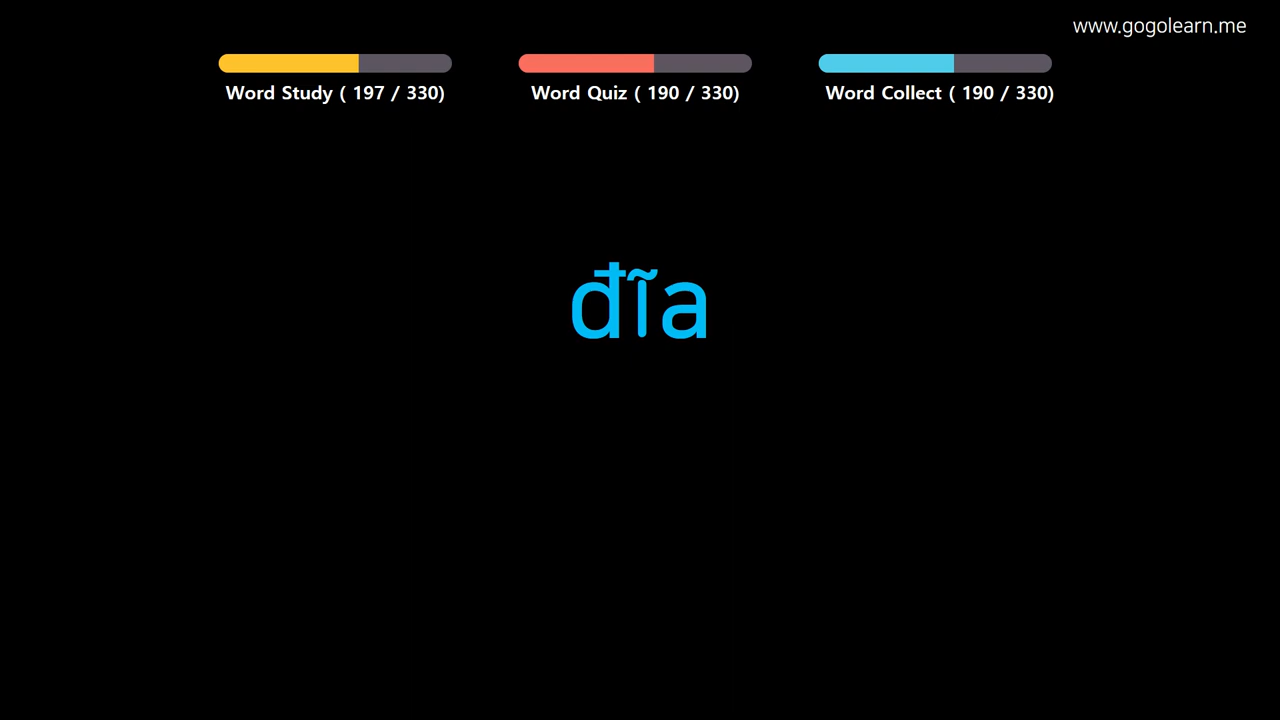 www.gogolearn.me
Word Study ( 197 / 330)
Word Quiz ( 190 / 330)
Word Collect ( 190 / 330)
đĩa